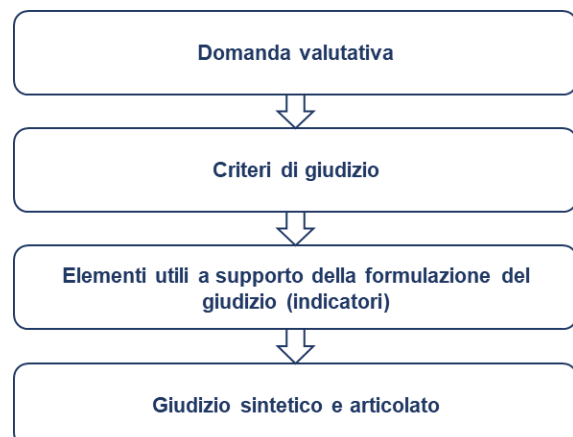 Domanda valutativa
Criteri di giudizio
Elementi utili a supporto della formulazione del
giudizio (indicatori)
Giudizio sintetico e articolato